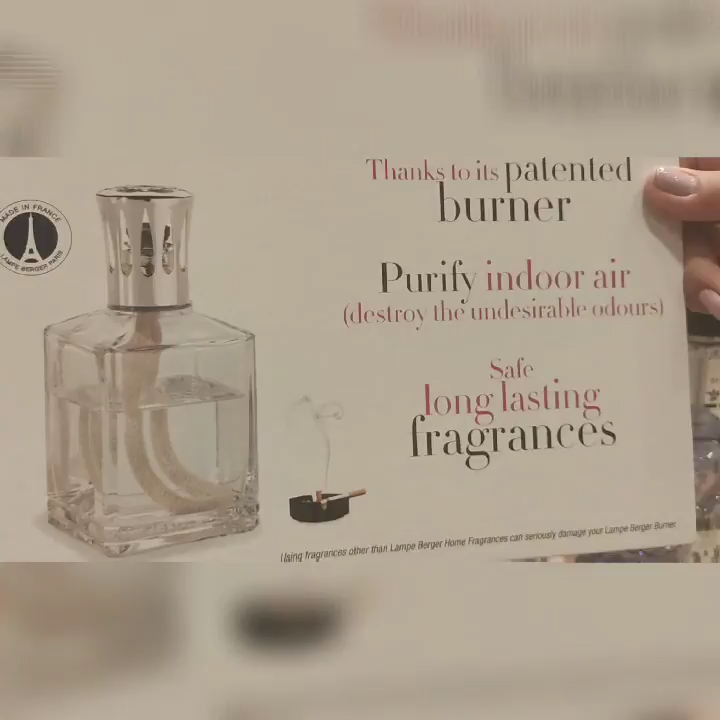 MADE IN FRANCE
LAMPE BERGER PARIS
Thanks to its patented
burner
Purify indoor air
(destroy the undesirable odours)
Safe
long lasting
fragrances
Using fragrances other than Lampe Berger Home Fragrances can seriously damage your Lampe Berger Burner